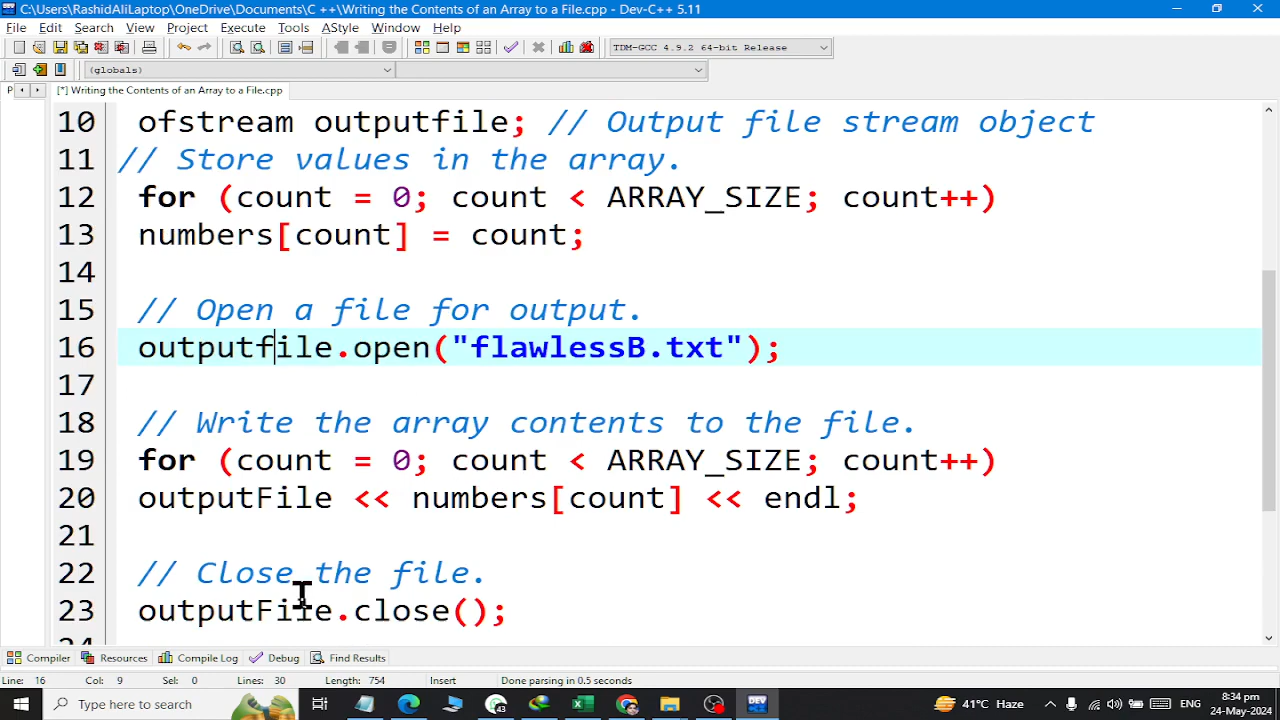 C:\Users\RashidAliLaptop\OneDrive\Documents\C ++\Writing the Contents of an Array to a File.cpp - Dev-C++ 5.11
File Edit Search View Project Execute Tools AStyle Window Help
TDM-GCC 4.9.2 64-bit Release
(globals)
P [*] Writing the Contents of an Array to a File.cpp
10 ofstream outputfile; // Output file stream object
11 // Store values in the array.
12 for (count = 0; count < ARRAY_SIZE; count++)
13 numbers[count] = count;
14
15 // Open a file for output.
16 outputfile.open("flawlessB.txt");
17
18 // Write the array contents to the file.
19 for (count = 0; count < ARRAY_SIZE; count++)
20 outputFile << numbers[count] << endl;
21
22 // Close the file.
23 outputFile.close();
24
Compiler Resources Compile Log Debug Find Results
Line: 16 Col: 9 Sel: 0 Lines: 30 Length: 754 Insert Done parsing in 0.5 seconds
Type here to search 43 DEV 41°C Haze ENG 8:34 pm
24-May-2024